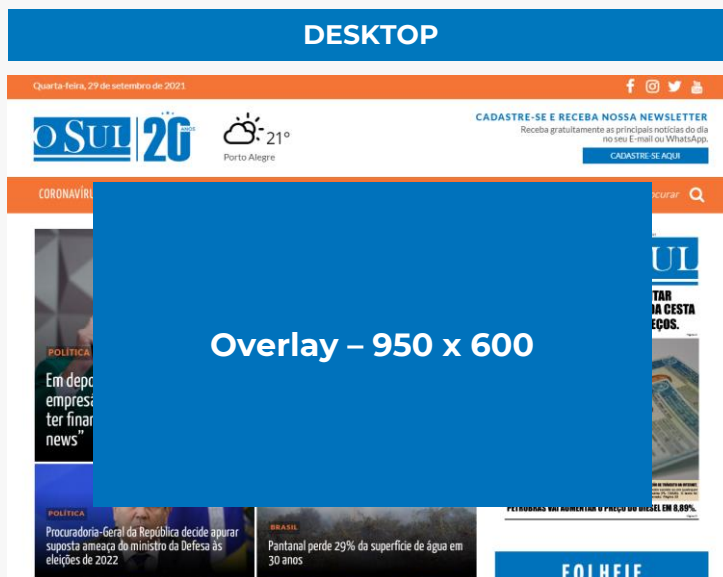 DESKTOP
Quarta-feira, 29 de setembro de 2021
O SUL 20 ANOS
21°
Porto Alegre
CADASTRE-SE E RECEBA NOSSA NEWSLETTER
Receba gratuitamente as principais notícias do dia
no seu E-mail ou WhatsApp.
CADASTRE-SE AQUI
CORONAVÍRU
ocurar
Overlay – 950 x 600
POLÍTICA
Em depo
empresá
ter finan
news"
UL
TAR
DA CESTA
EÇOS.
PETROBRAS VAI AUMENTAR O PREÇO DO DIESEL EM 8,89%.
POLÍTICA
Procuradoria-Geral da República decide apurar
suposta ameaça do ministro da Defesa às
eleições de 2022
BRASIL
Pantanal perde 29% da superfície de água em
30 anos
FOLHEIE